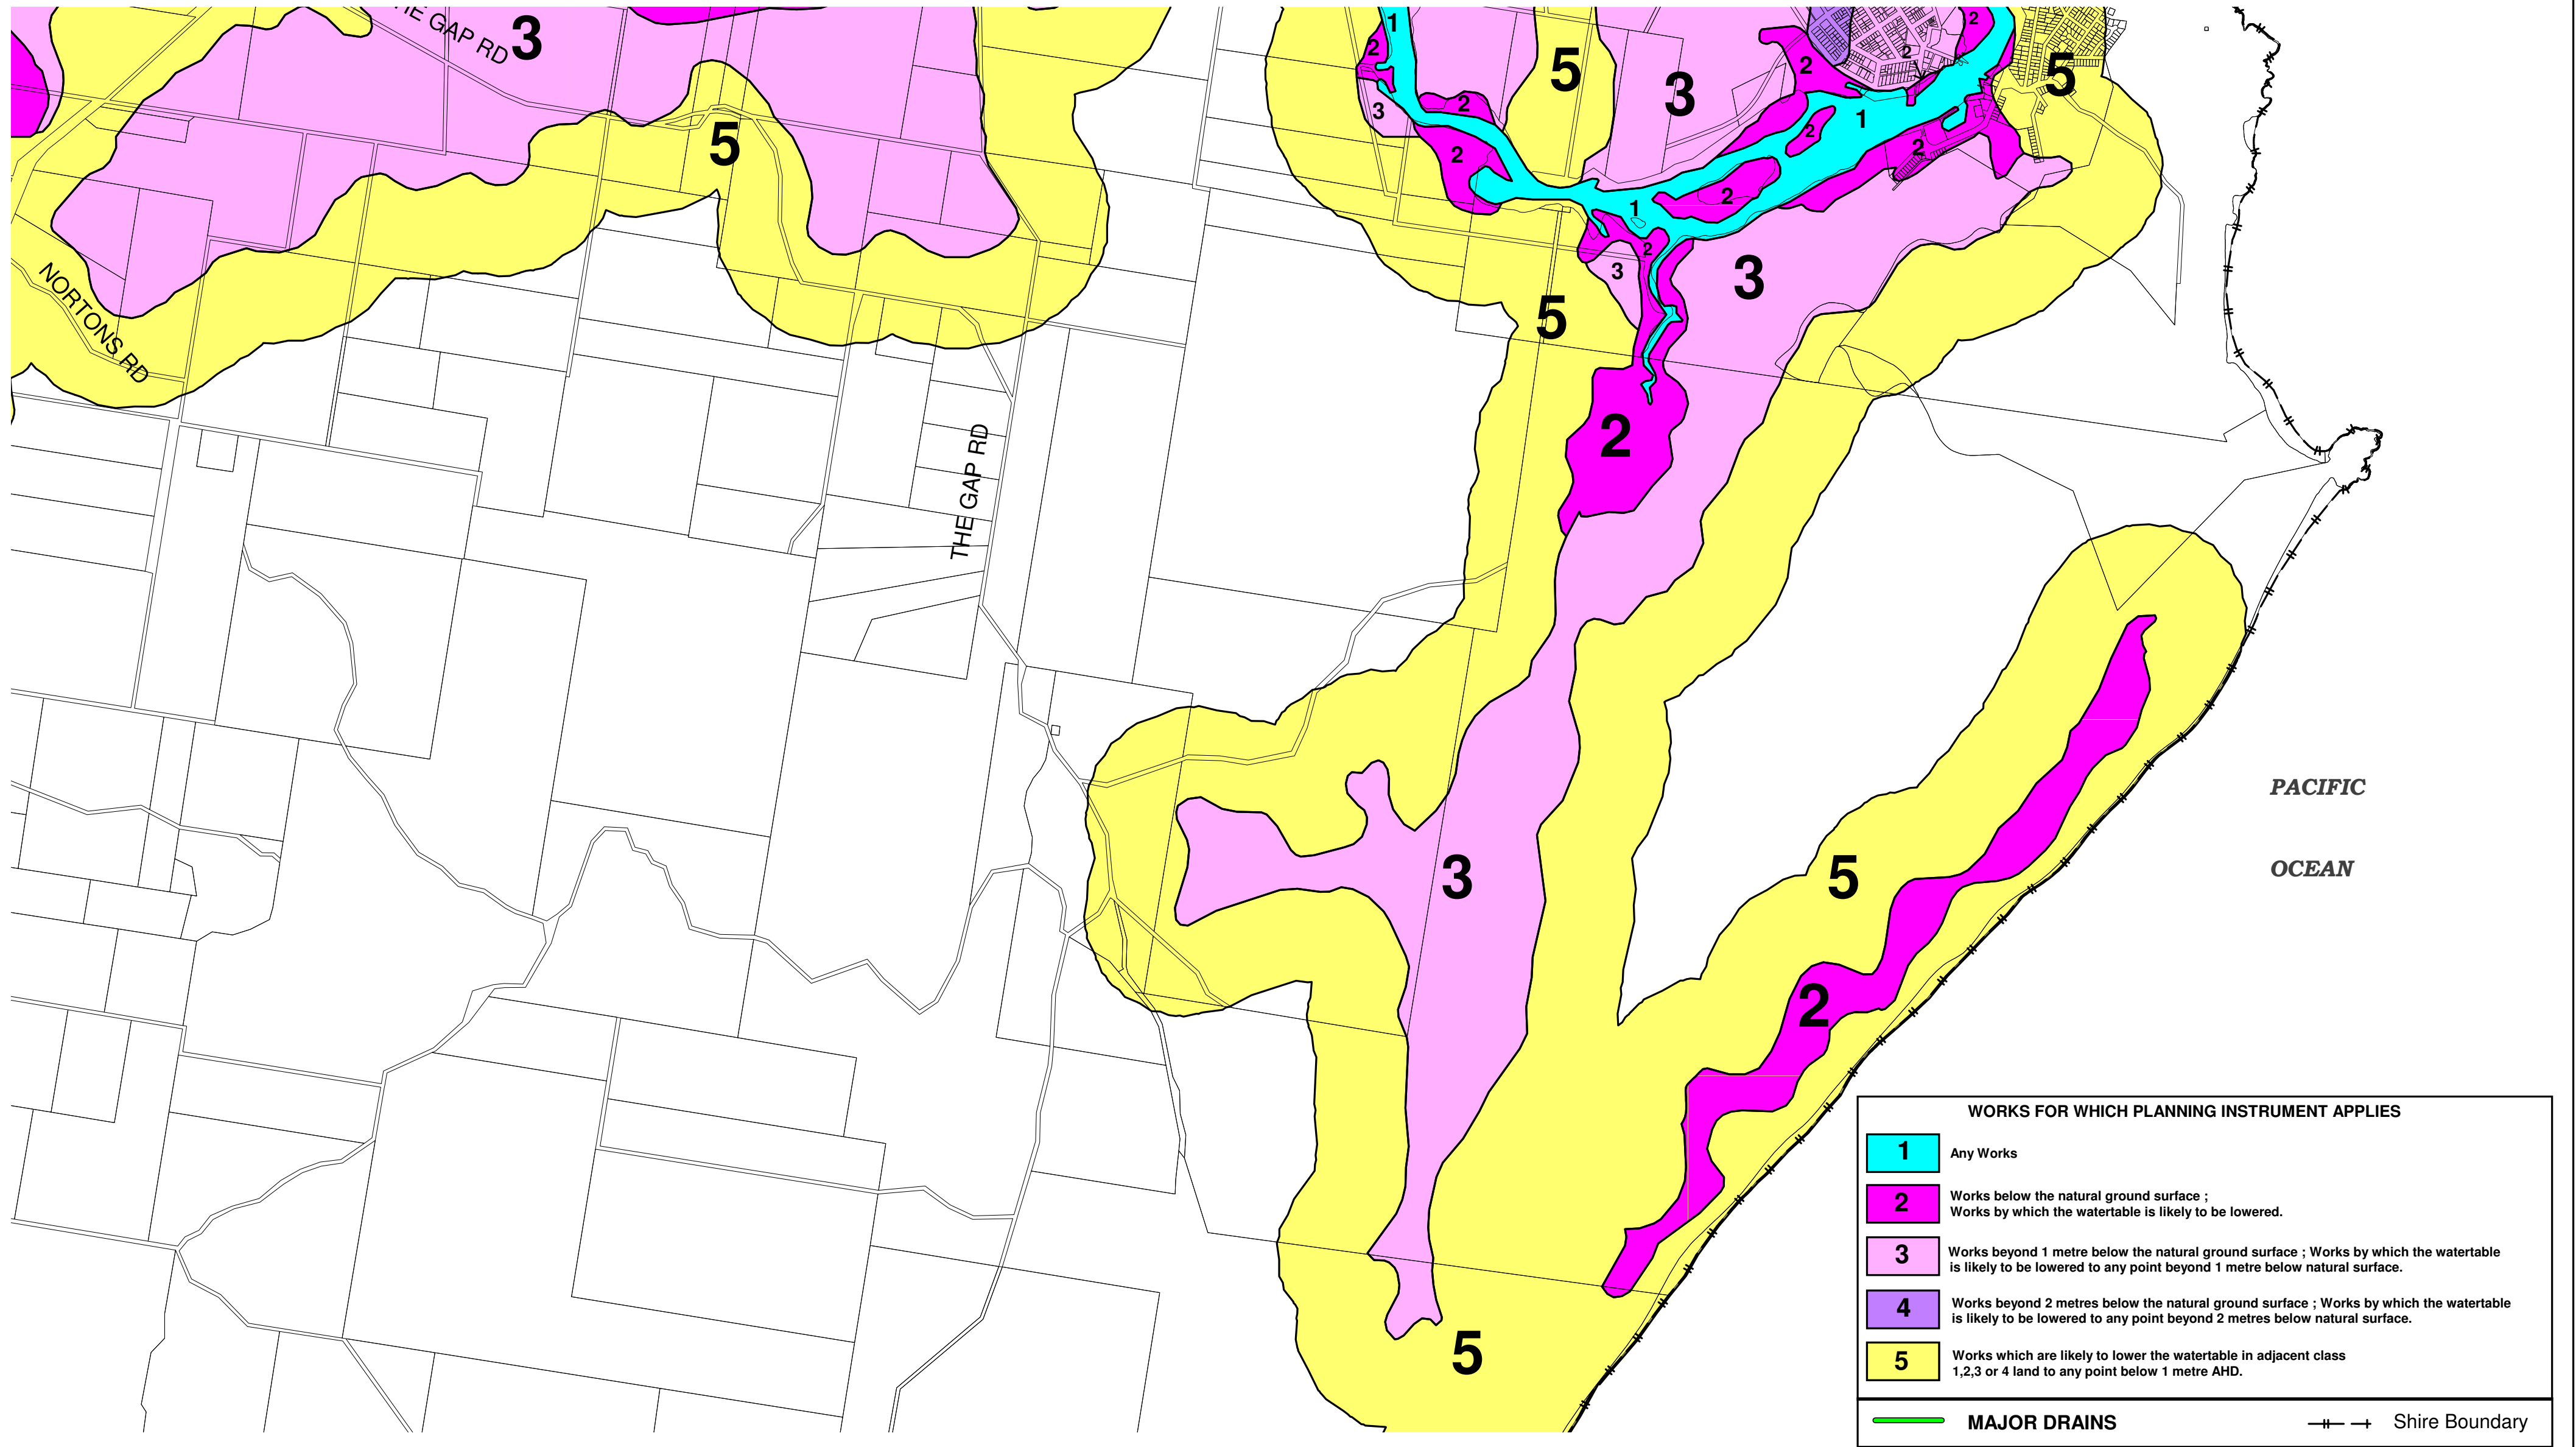 THE GAP RD
3
5
NORTONS RD
THE GAP RD
1
2
3
2
2
5
3
2
2
2
1
2
2
2
5
1
2
3
3
5
2
3
5
2
5
PACIFIC
OCEAN
WORKS FOR WHICH PLANNING INSTRUMENT APPLIES
1 Any Works
2 Works below the natural ground surface ;
Works by which the watertable is likely to be lowered.
3 Works beyond 1 metre below the natural ground surface ; Works by which the watertable
is likely to be lowered to any point beyond 1 metre below natural surface.
4 Works beyond 2 metres below the natural ground surface ; Works by which the watertable
is likely to be lowered to any point beyond 2 metres below natural surface.
5 Works which are likely to lower the watertable in adjacent class
1,2,3 or 4 land to any point below 1 metre AHD.
MAJOR DRAINS
Shire Boundary